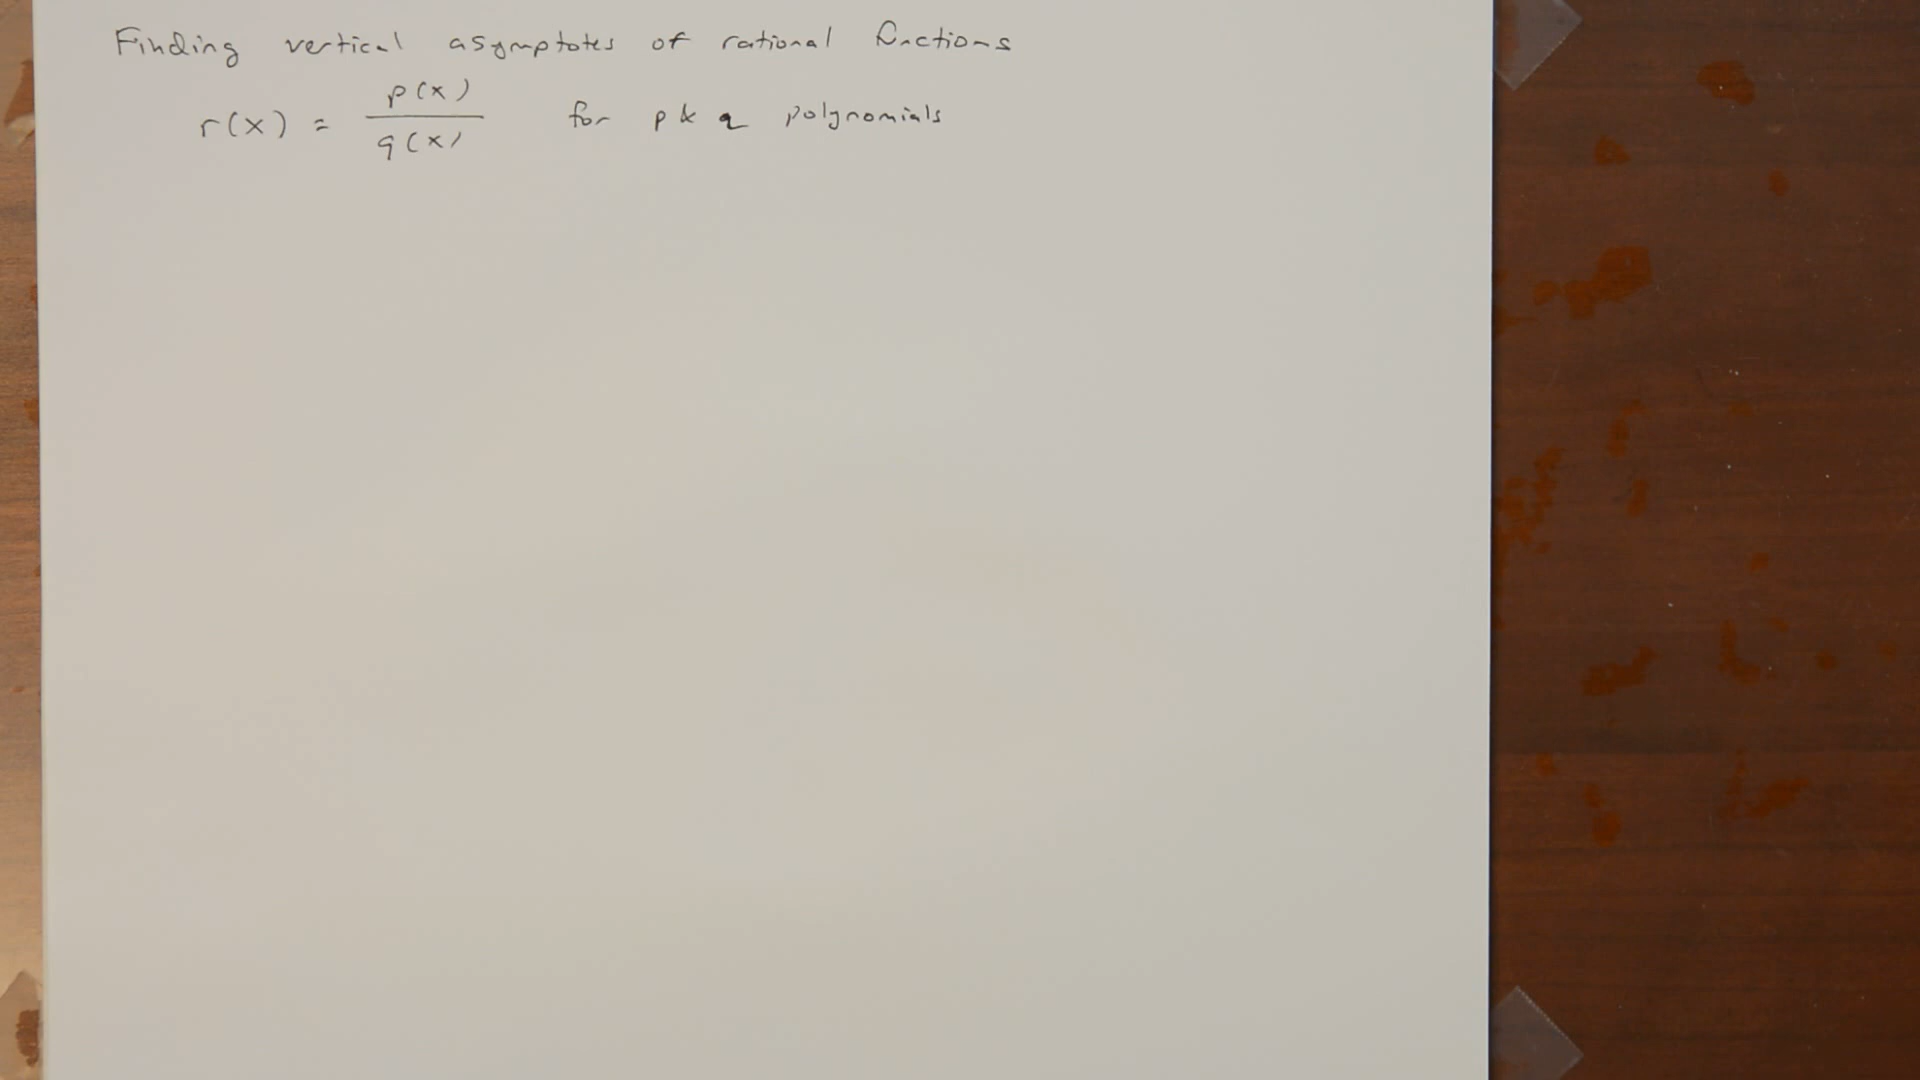 Finding vertical asymptotes of rational functions
r(x) = p(x) / q(x) for p & q polynomials